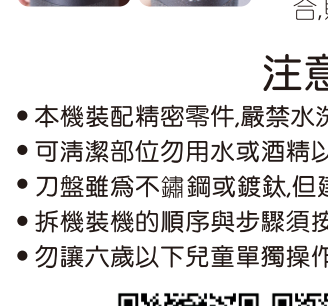 合,
注意
• 本機裝配精密零件,嚴禁水洗
• 可清潔部位勿用水或酒精以
• 刀盤雖為不鏽鋼或鍍鈦,但建
• 拆機裝機的順序與步驟須按
• 勿讓六歲以下兒童單獨操作